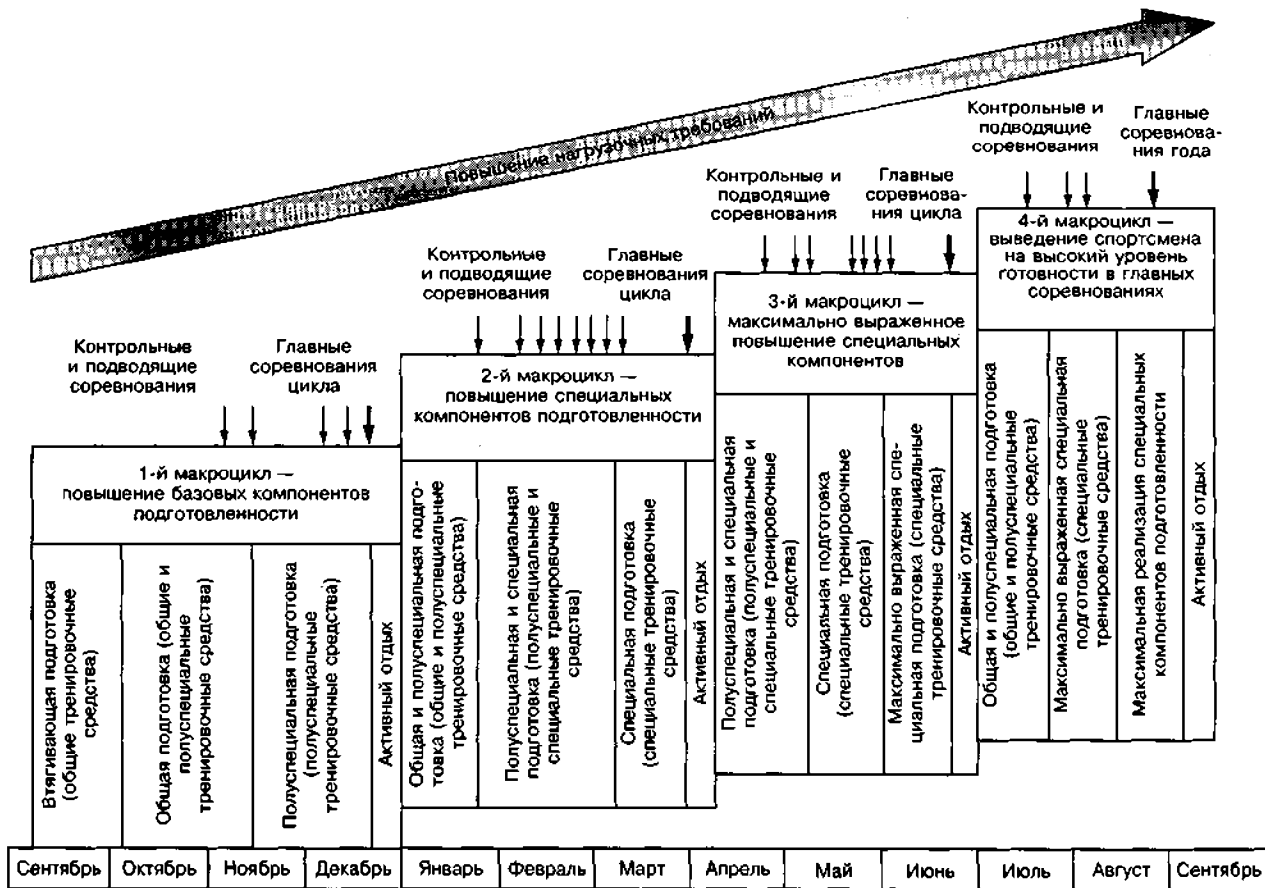 Повышение нагрузочных требований
Контрольные
и подводящие
соревнования
Главные
соревнования
цикла
1-й макроцикл —
повышение базовых компонентов
подготовленности
Втягивающая подготовка
(общие тренировочные
средства)
Общая подготовка (общие и
полуспециальные
тренировочные средства)
Полуспециальная подготовка
(полуспециальные
тренировочные средства)
Активный отдых
Контрольные
и подводящие
соревнования
Главные
соревнования
цикла
2-й макроцикл —
повышение специальных
компонентов подготовленности
Общая и полуспециальная подго-
товка (общие и полуспециальные
тренировочные средства)
Полуспециальная и специальная
подготовка (полуспециальные и
специальные тренировочные
средства)
Специальная подготовка
(специальные тренировочные
средства)
Активный отдых
Контрольные и
подводящие
соревнования
Главные
соревнова-
ния цикла
3-й макроцикл —
максимально выраженное
повышение специальных
компонентов
Полуспециальная и специальная
подготовка (полуспециальные и
специальные тренировочные
средства)
Специальная подготовка
(специальные тренировочные
средства)
Максимально выраженная спе-
циальная подготовка (специальные
тренировочные средства)
Активный отдых
Контрольные и
подводящие
соревнования
Главные
соревнова-
ния года
4-й макроцикл —
выведение спортсмена
на высокий уровень
готовности в главных
соревнованиях
Общая и полуспециальная подготовка
(общие и полуспециальные
тренировочные средства)
Максимально выраженная специальная
подготовка (специальные
тренировочные средства)
Максимальная реализация специальных
компонентов подготовленности
Активный отдых
Сентябрь Октябрь Ноябрь Декабрь Январь Февраль Март Апрель Май Июнь Июль Август Сентябрь